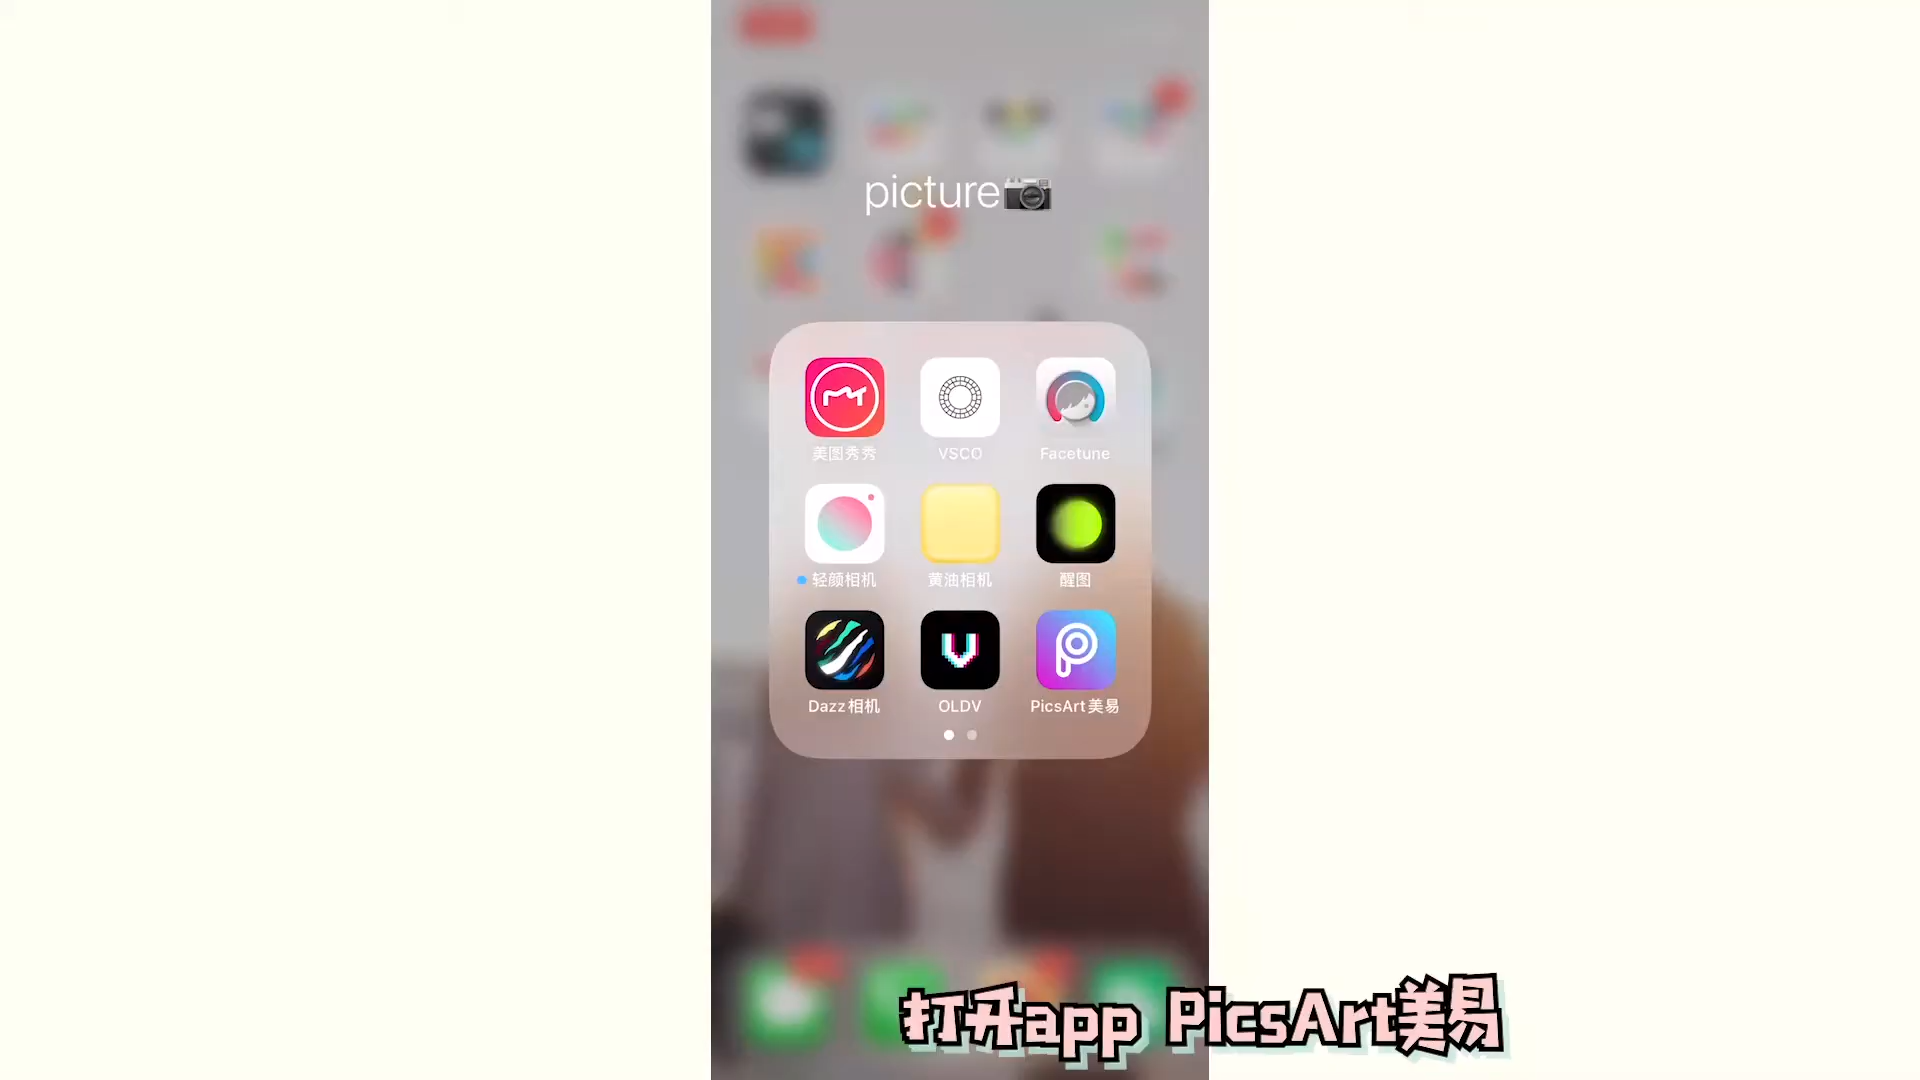 picture
美图秀秀
VSCO
Facetune
轻颜相机
黄油相机
醒图
Dazz相机
OLDV
PicsArt美易
打开app PicsArt美易